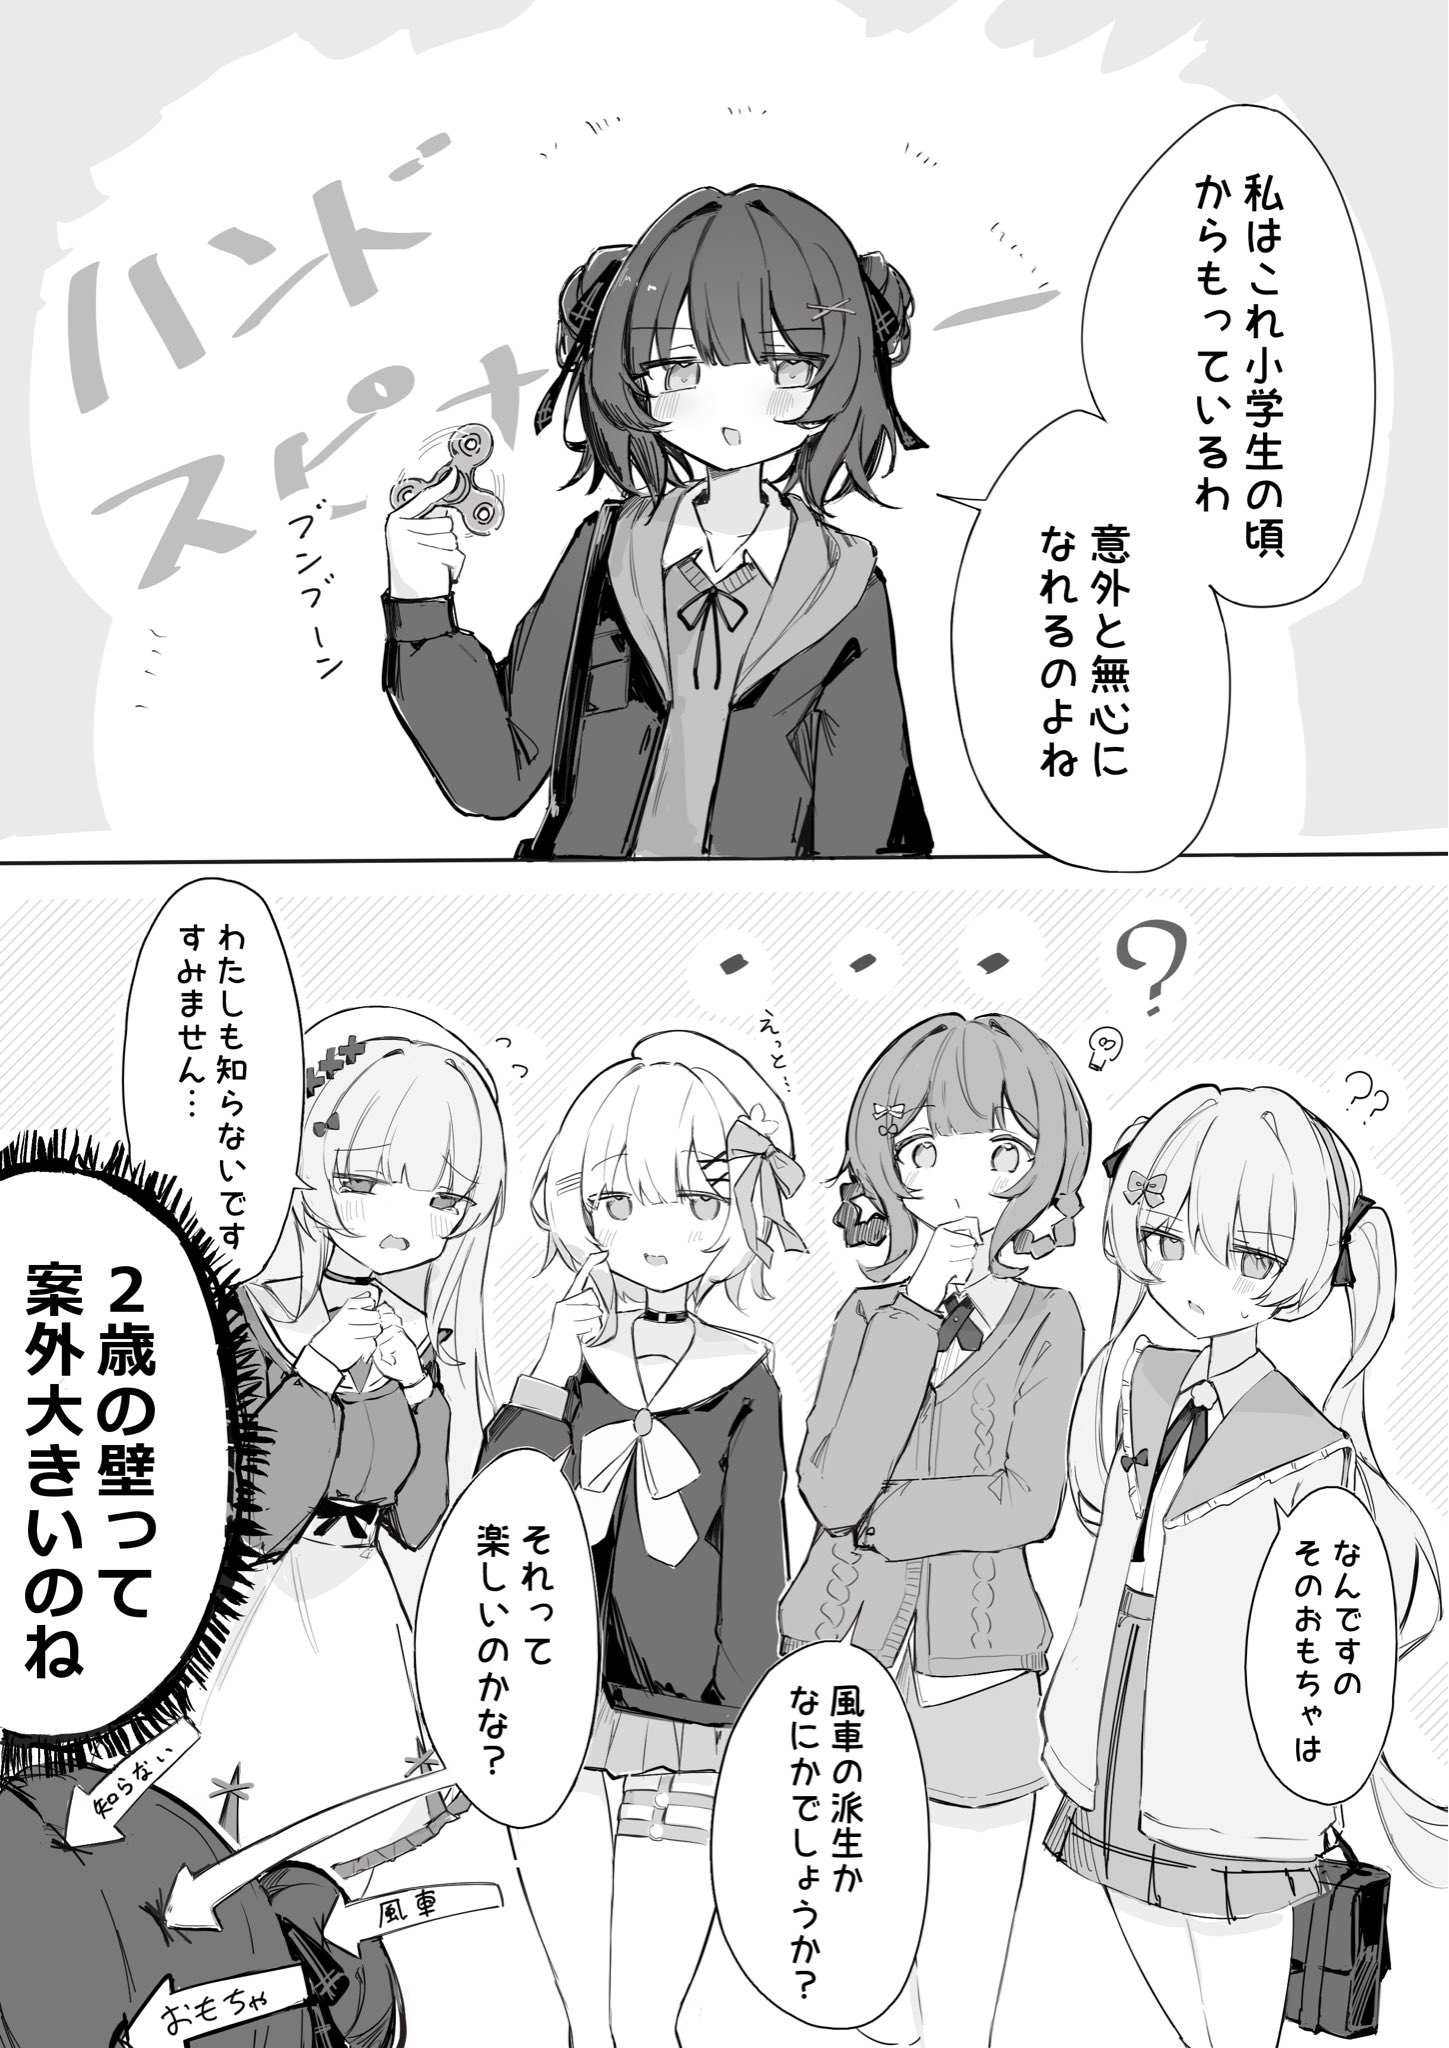 私はこれ小学生の頃
からもっているわ
意外と無心に
なれるのよね
ハンド
スピナー
ブンブーン
?
??
なんですの
そのおもちゃは
風車の派生か
なにかでしょうか?
えっと…
それって
楽しいのかな?
わたしも知らないです
すみません…
2歳の壁って
案外大きいのね
知らない
風車
おもちゃ